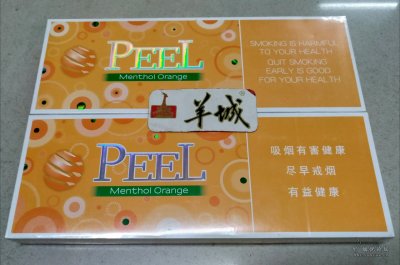 PEEL
Menthol Orange
SMOKING IS HARMFUL
TO YOUR HEALTH
QUIT SMOKING
EARLY IS GOOD
FOR YOUR HEALTH
羊城
PEEL
Menthol Orange
吸烟有害健康
尽早戒烟
有益健康